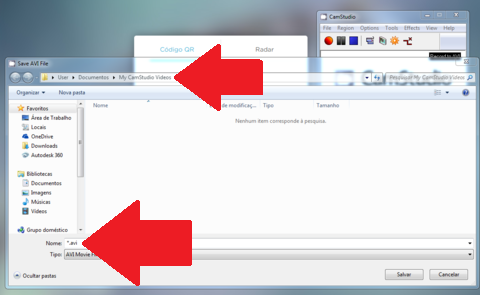 CamStudio
File Region Options Tools Effects View Help
Código QR Radar
Save AVI File
User Documentos My CamStudio Videos
Pesquisar My CamStudio Videos
Organizar Nova pasta
Nome de modificaç... Tipo Tamanho
Nenhum item corresponde à pesquisa.
Favoritos
Área de Trabalho
Locais
OneDrive
Downloads
Autodesk 360
Bibliotecas
Documentos
Imagens
Músicas
Vídeos
Grupo doméstico
Nome: *.avi
Tipo: AVI Movie
Ocultar pastas Salvar Cancelar